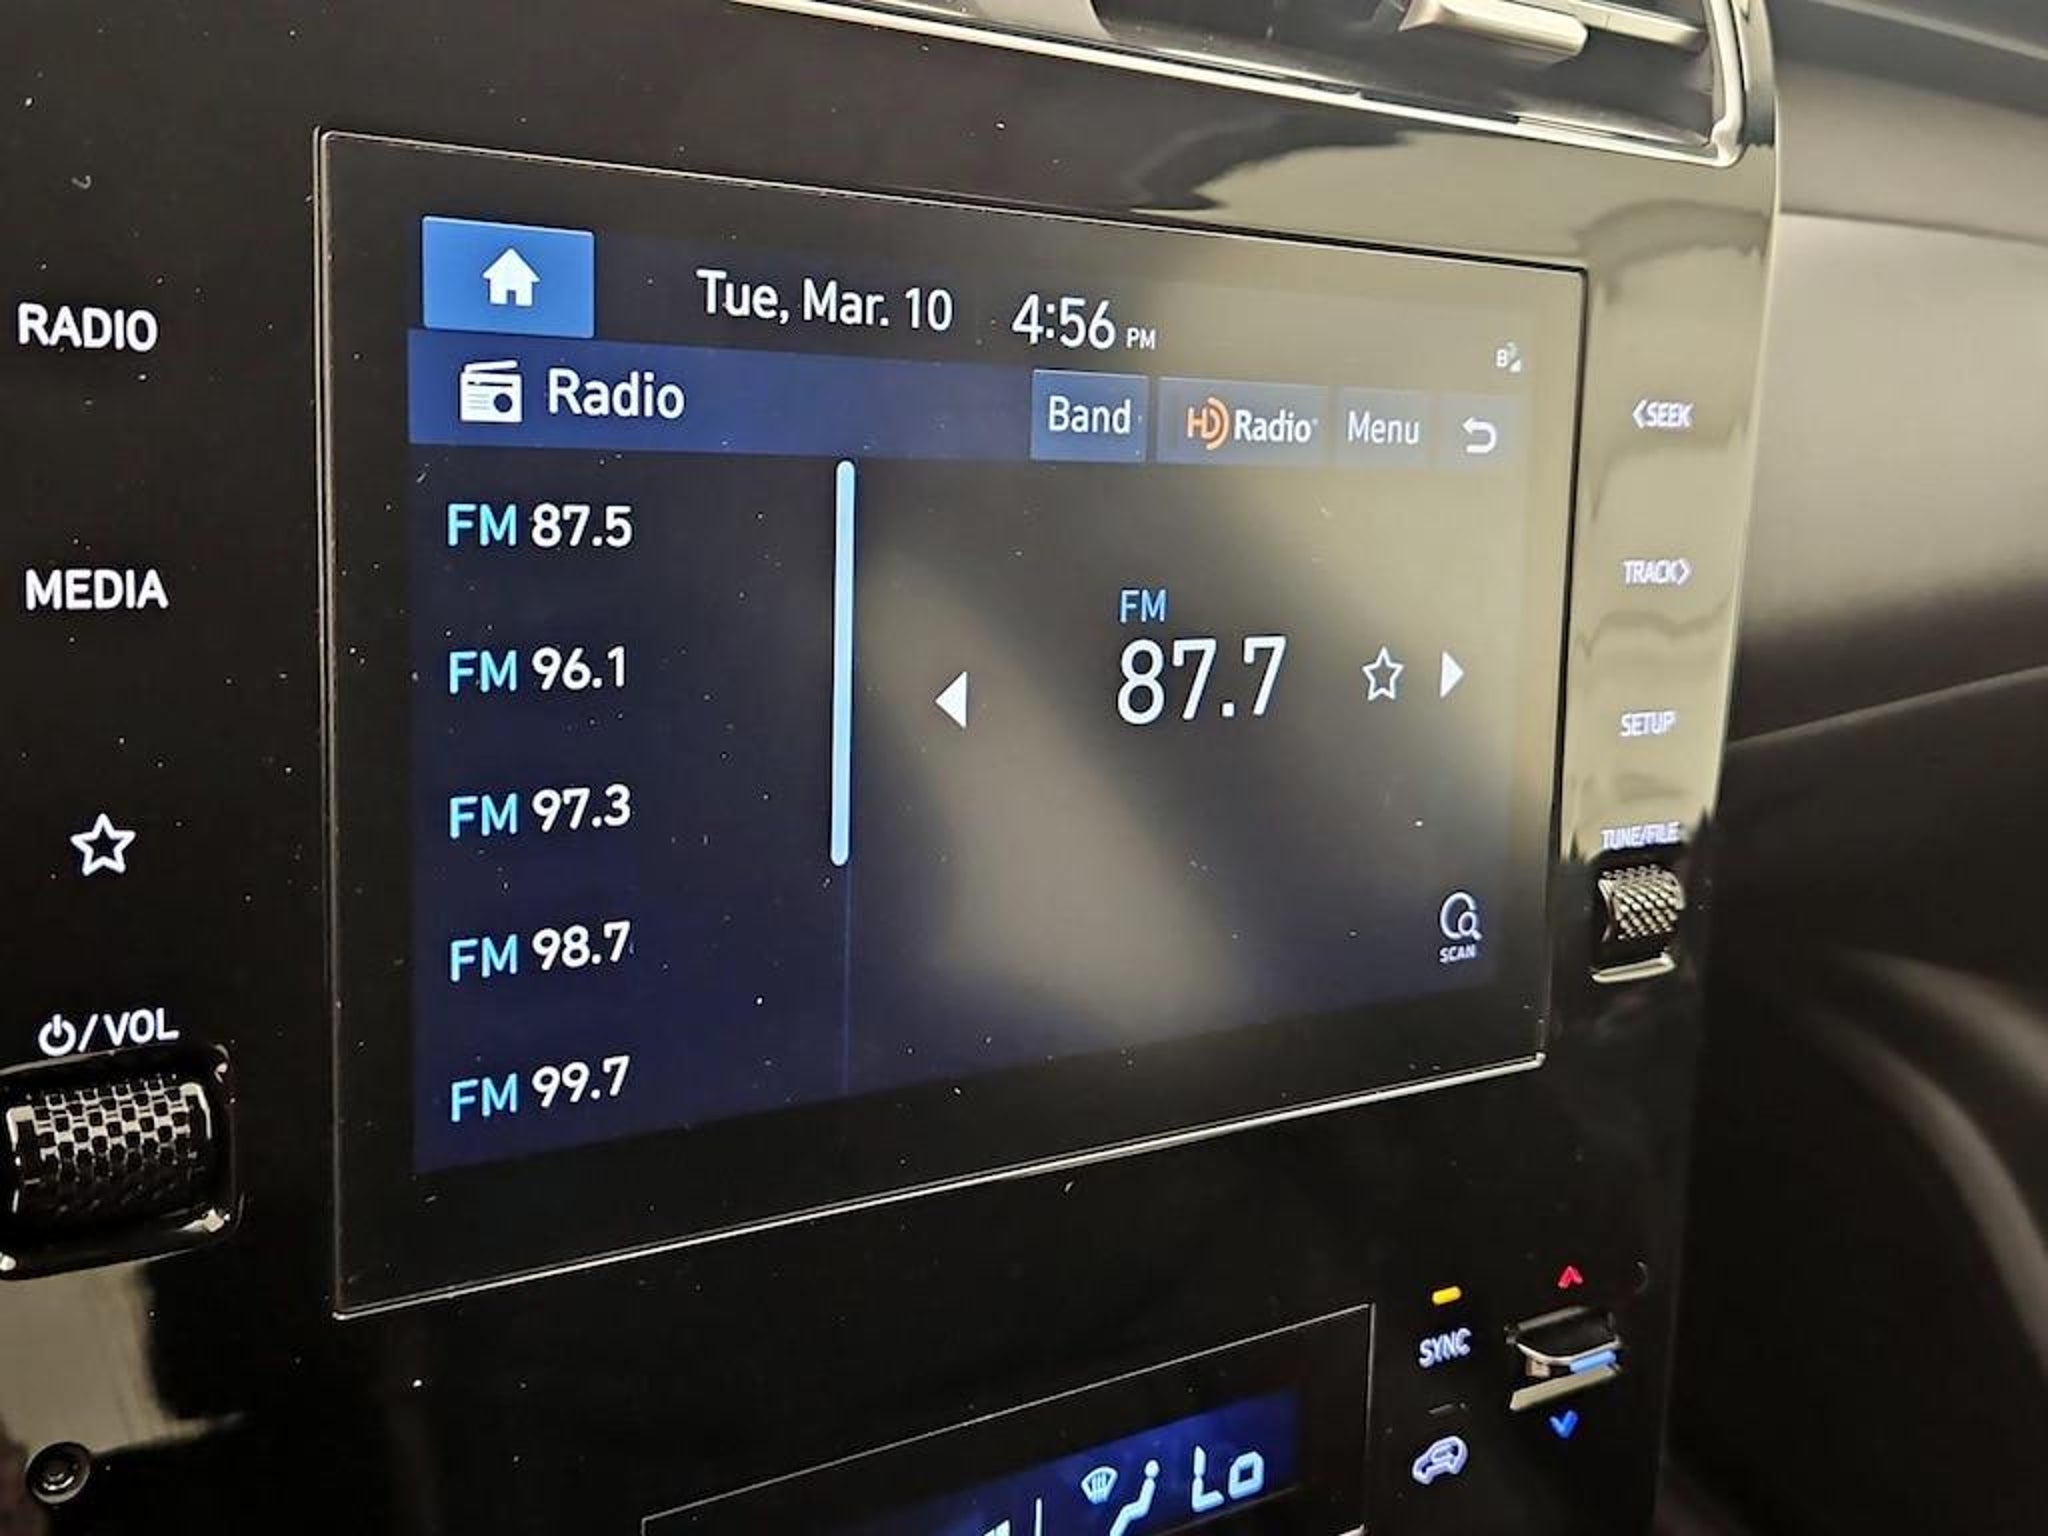 Tue, Mar. 10 4:56 PM
RADIO
Radio
Band HD Radio Menu
<SEEK
FM 87.5
MEDIA
TRACK>
FM
87.7
FM 96.1
SETUP
FM 97.3
TUNE/FILE
FM 98.7
SCAN
/VOL
FM 99.7
SYNC
Lo